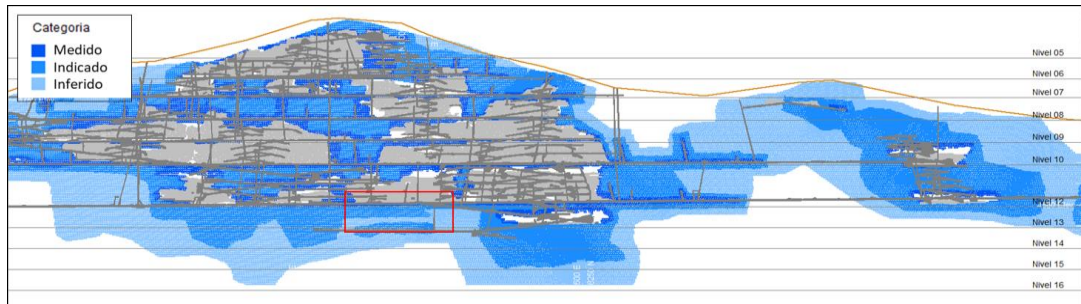 Categoria
Medido
Indicado
Inferido
Nivel 05
Nivel 06
Nivel 07
Nivel 08
Nivel 09
Nivel 10
Nivel 12
Nivel 13
Nivel 14
Nivel 15
Nivel 16